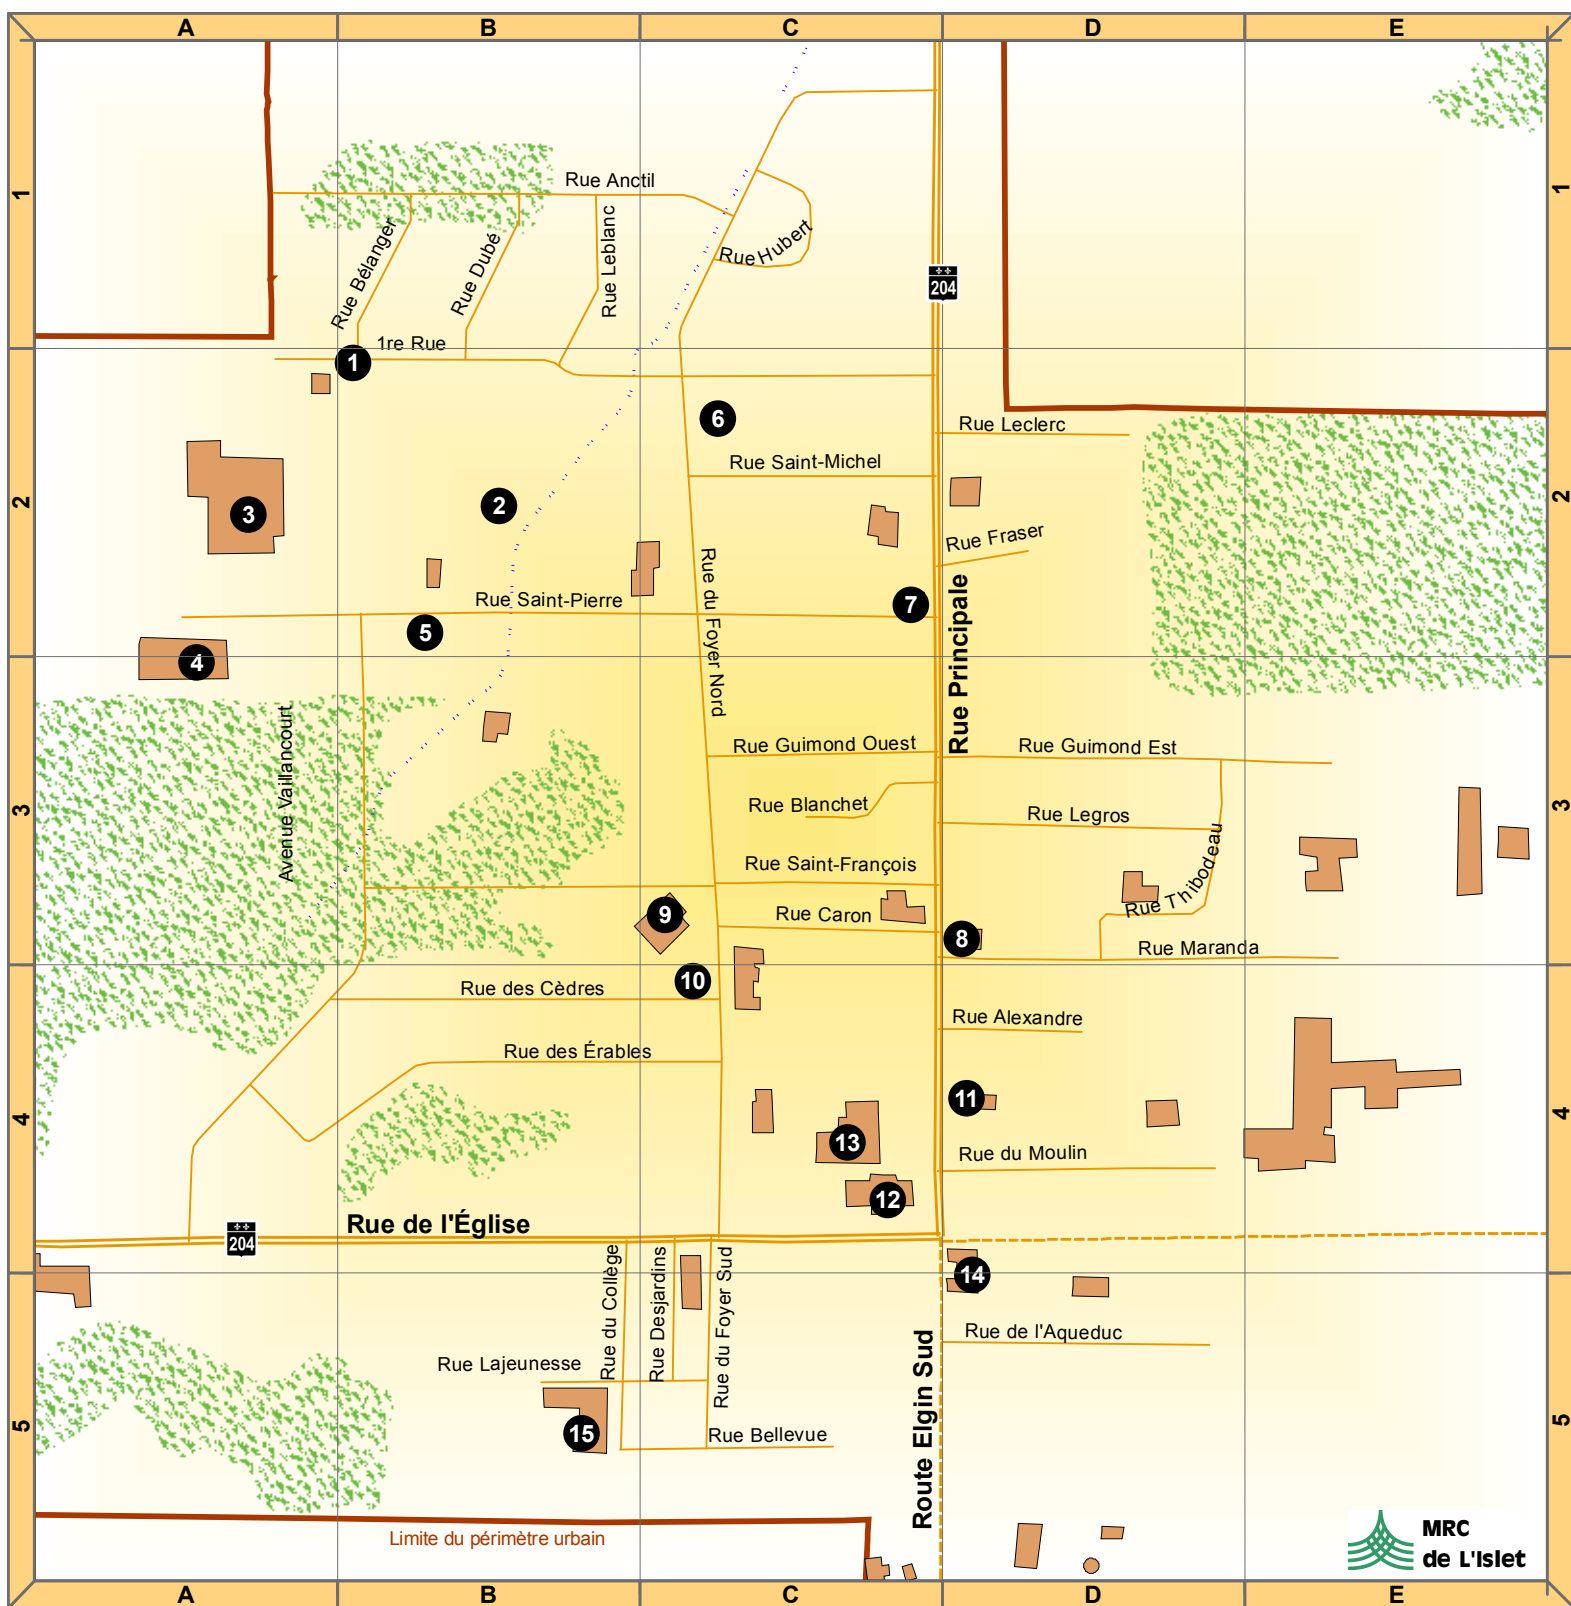 A B C D E
1 1
Rue Anctil
Rue Bélanger
Rue Dubé
Rue Leblanc
Rue Hubert
204
1re Rue
1
6
Rue Leclerc
Rue Saint-Michel
2 2
3
2
Rue Fraser
Rue du Foyer Nord
Rue Saint-Pierre
7
5
4
Rue Principale
Avenue Vaillancourt
Rue Guimond Ouest
Rue Guimond Est
3 3
Rue Blanchet
Rue Legros
Rue Thibodeau
Rue Saint-François
9
Rue Caron
8
Rue Maranda
10
Rue des Cèdres
Rue Alexandre
Rue des Érables
11
4 4
13
Rue du Moulin
12
Rue de l'Église
204
14
Rue du Collège
Rue Desjardins
Rue du Foyer Sud
Rue de l'Aqueduc
Rue Lajeunesse
Route Elgin Sud
5 5
15
Rue Bellevue
Limite du périmètre urbain
MRC
de L'Islet
A B C D E